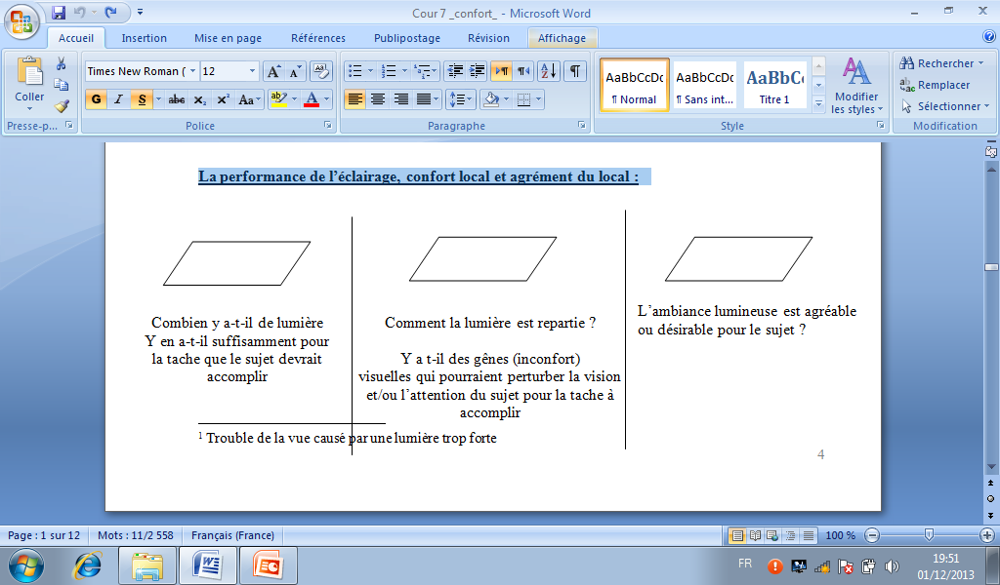 Cour 7 _confort_ - Microsoft Word
Accueil Insertion Mise en page Références Publipostage Révision Affichage
Coller
Presse-p...
Times New Roman ( 12
G I S abc X₂ X² Aa ab A
Police
Paragraphe
AaBbCcDc AaBbCcDc AaBbCc
¶ Normal ¶ Sans int... Titre 1
Modifier
les styles
Style
Rechercher
Remplacer
Sélectionner
Modification
La performance de l’éclairage, confort local et agrément du local :
Combien y a-t-il de lumière
Y en a-t-il suffisamment pour
la tache que le sujet devrait
accomplir
Comment la lumière est repartie ?
Y a t-il des gênes (inconfort)
visuelles qui pourraient perturber la vision
et/ou l’attention du sujet pour la tache à
accomplir
L’ambiance lumineuse est agréable
ou désirable pour le sujet ?
¹ Trouble de la vue causé par une lumière trop forte
4
Page : 1 sur 12 Mots : 11/2 558 Français (France) 100 %
FR
19:51
01/12/2013